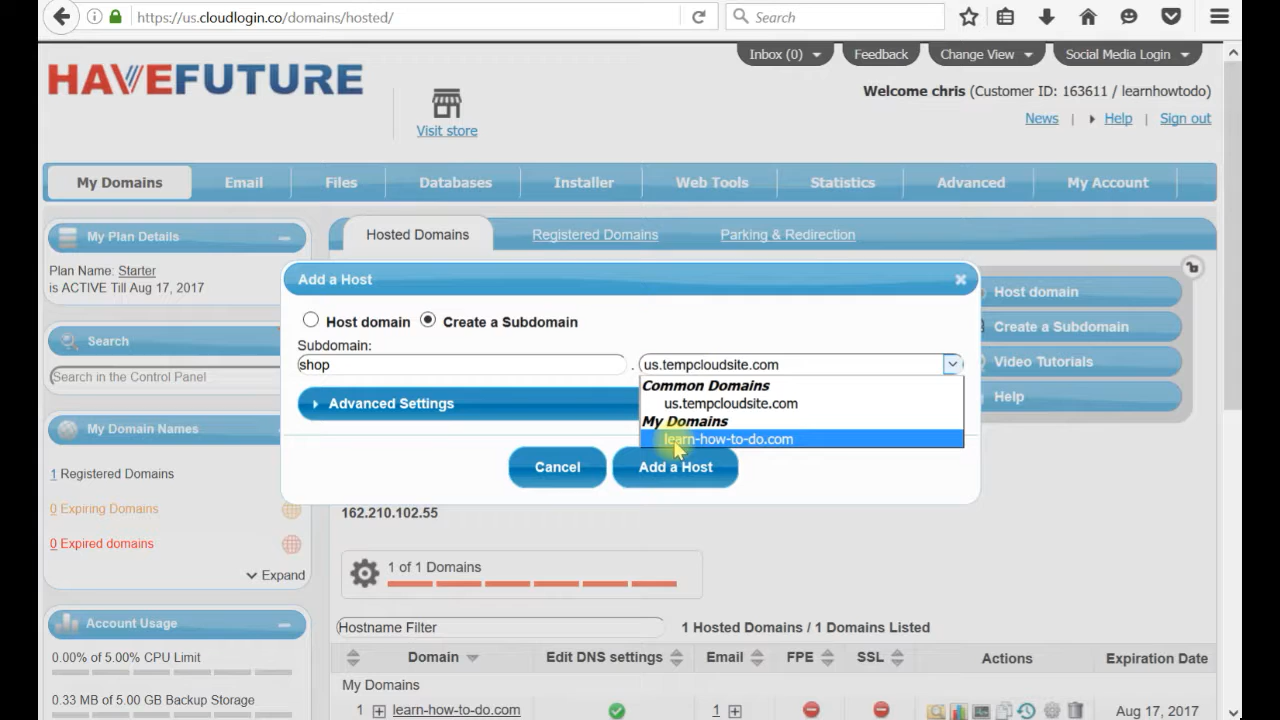 https://us.cloudlogin.co/domains/hosted/
Search
Inbox (0)
Feedback
Change View
Social Media Login
HAVEFUTURE
Visit store
Welcome chris (Customer ID: 163611 / learnhowtodo)
News | Help | Sign out
My Domains
Email
Files
Databases
Installer
Web Tools
Statistics
Advanced
My Account
My Plan Details
Plan Name: Starter
is ACTIVE Till Aug 17, 2017
Search
Search in the Control Panel
My Domain Names
1 Registered Domains
0 Expiring Domains
0 Expired domains
Expand
Account Usage
0.00% of 5.00% CPU Limit
0.33 MB of 5.00 GB Backup Storage
Hosted Domains
Registered Domains
Parking & Redirection
Add a Host
Host domain
Create a Subdomain
Subdomain:
shop . us.tempcloudsite.com
Common Domains
us.tempcloudsite.com
My Domains
learn-how-to-do.com
Advanced Settings
Cancel
Add a Host
Host domain
Create a Subdomain
Video Tutorials
Help
162.210.102.55
1 of 1 Domains
Hostname Filter
1 Hosted Domains / 1 Domains Listed
Domain
Edit DNS settings
Email
FPE
SSL
Actions
Expiration Date
My Domains
1 learn-how-to-do.com 1 Aug 17, 2017